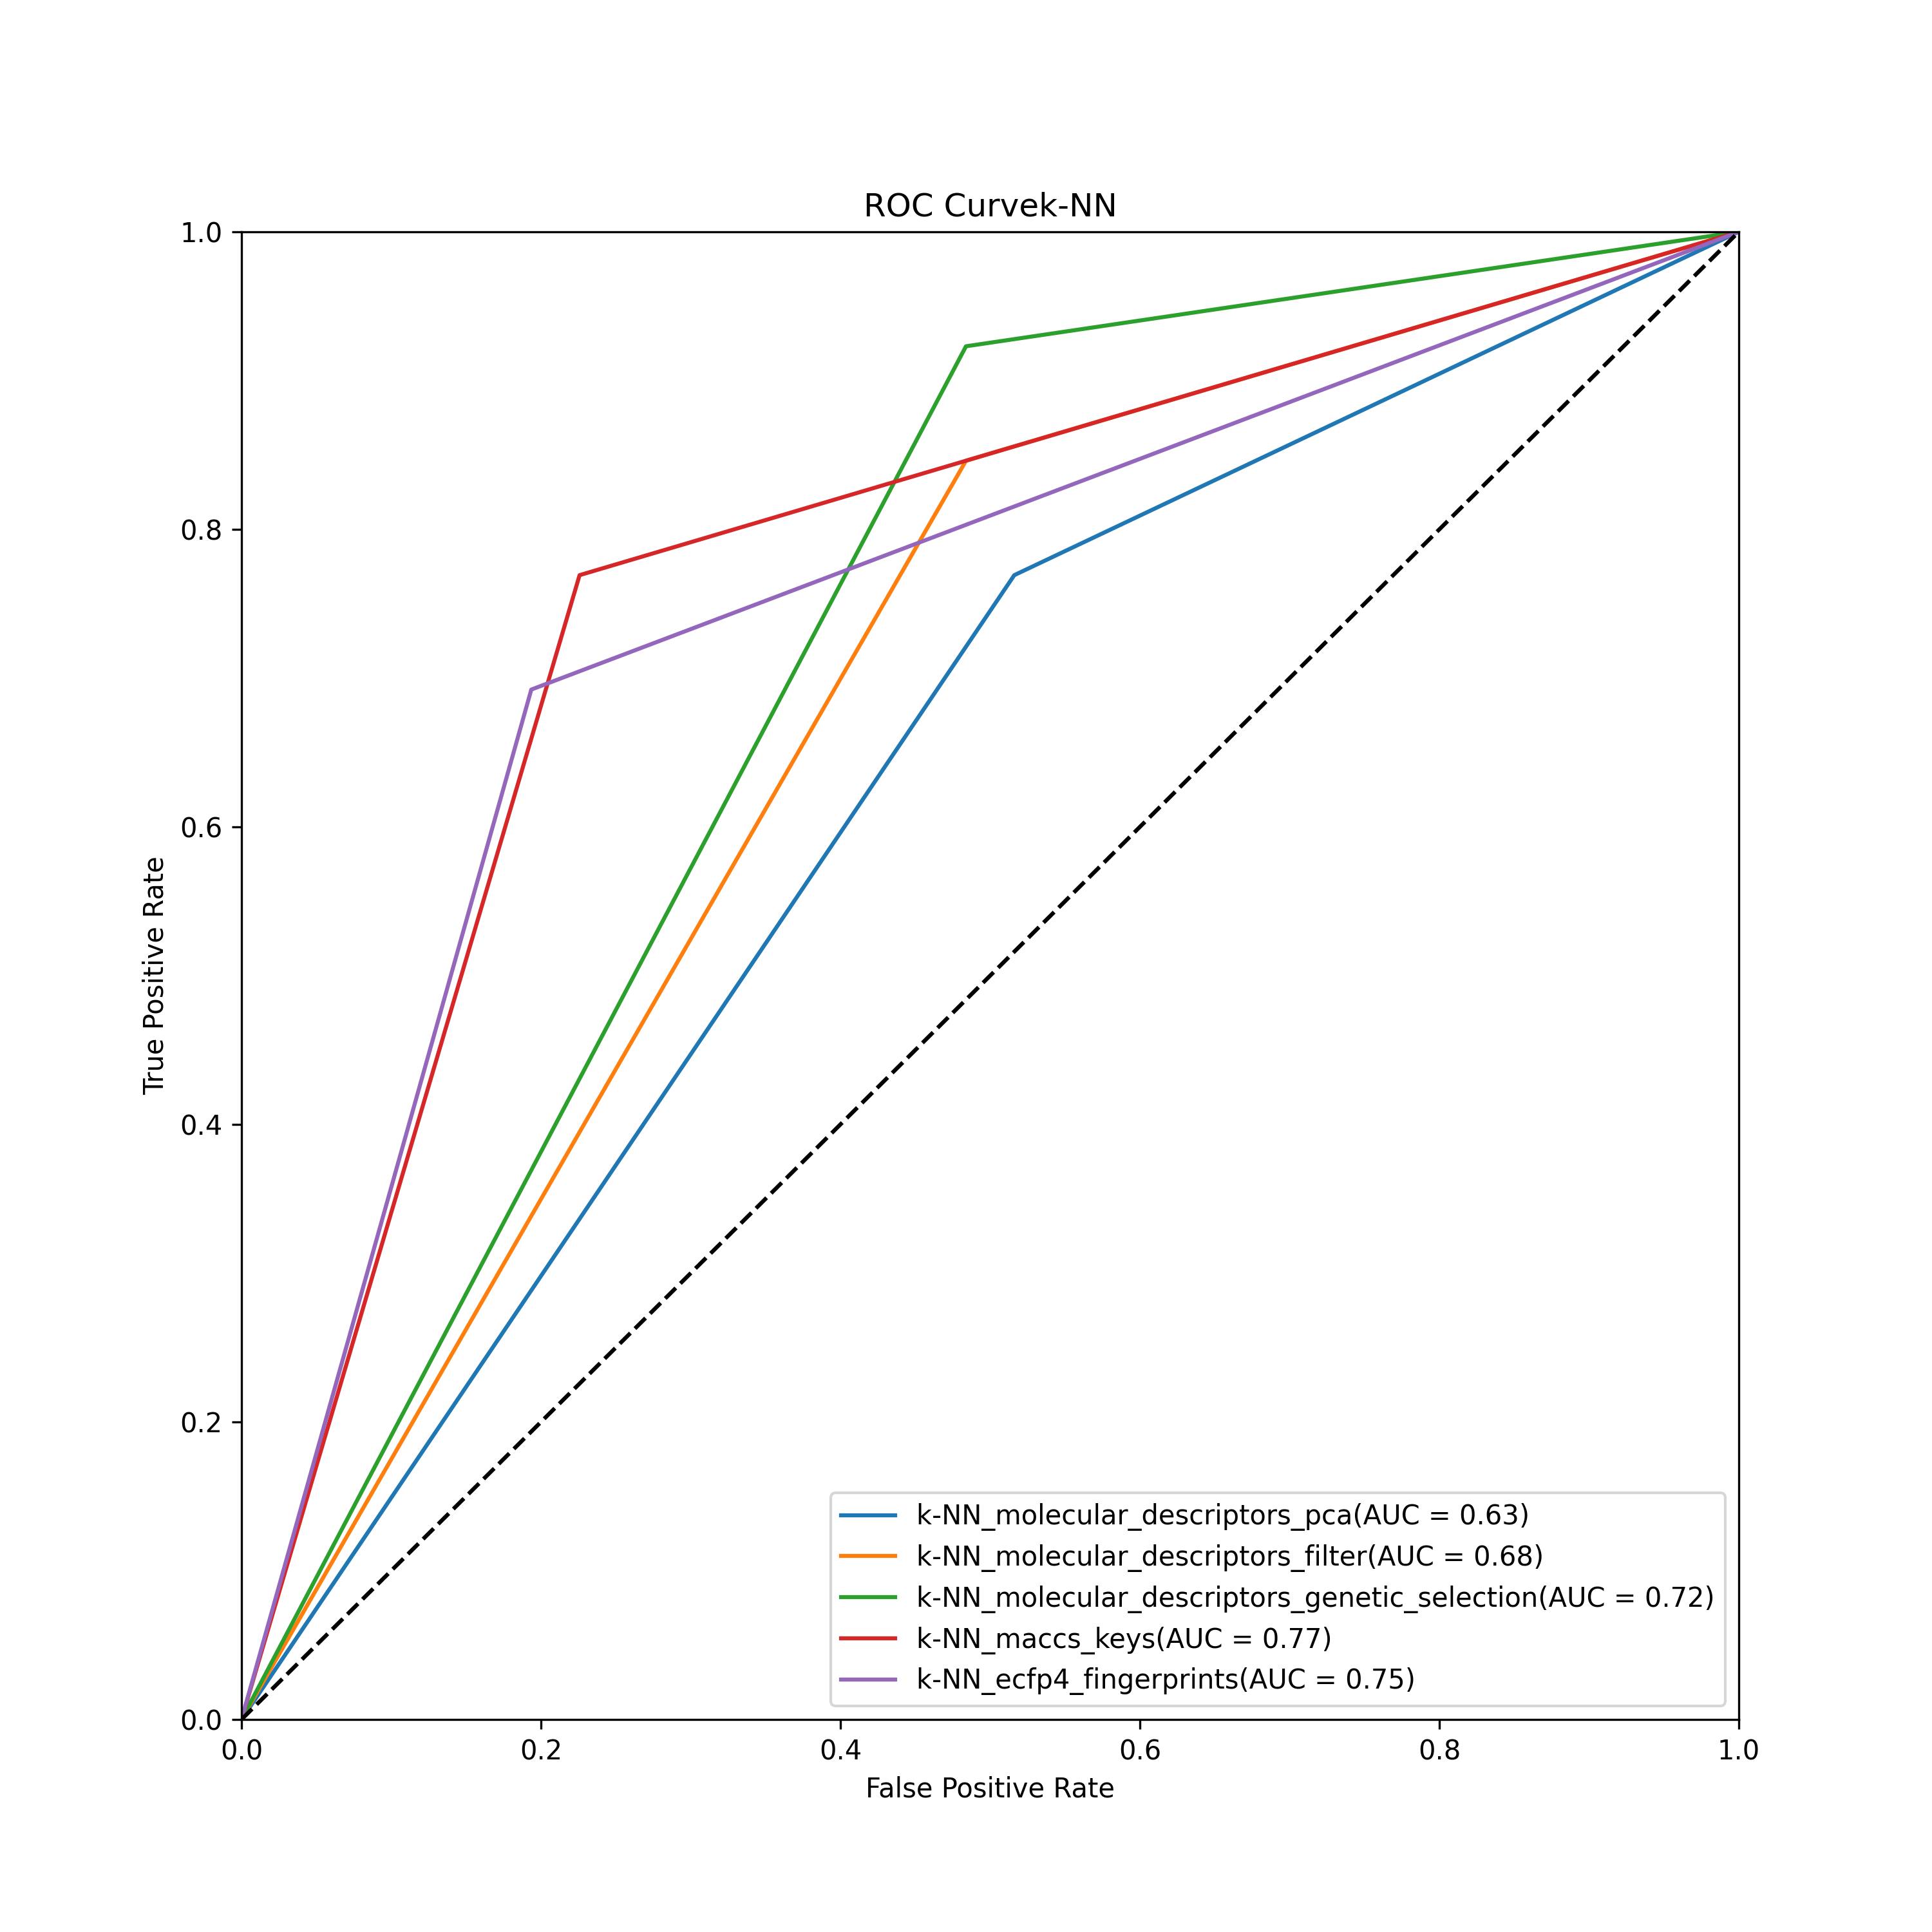 ROC Curvek-NN
1.0
0.8
0.6
0.4
0.2
0.0
True Positive Rate
k-NN_molecular_descriptors_pca(AUC = 0.63)
k-NN_molecular_descriptors_filter(AUC = 0.68)
k-NN_molecular_descriptors_genetic_selection(AUC = 0.72)
k-NN_maccs_keys(AUC = 0.77)
k-NN_ecfp4_fingerprints(AUC = 0.75)
0.0 0.2 0.4 0.6 0.8 1.0
False Positive Rate